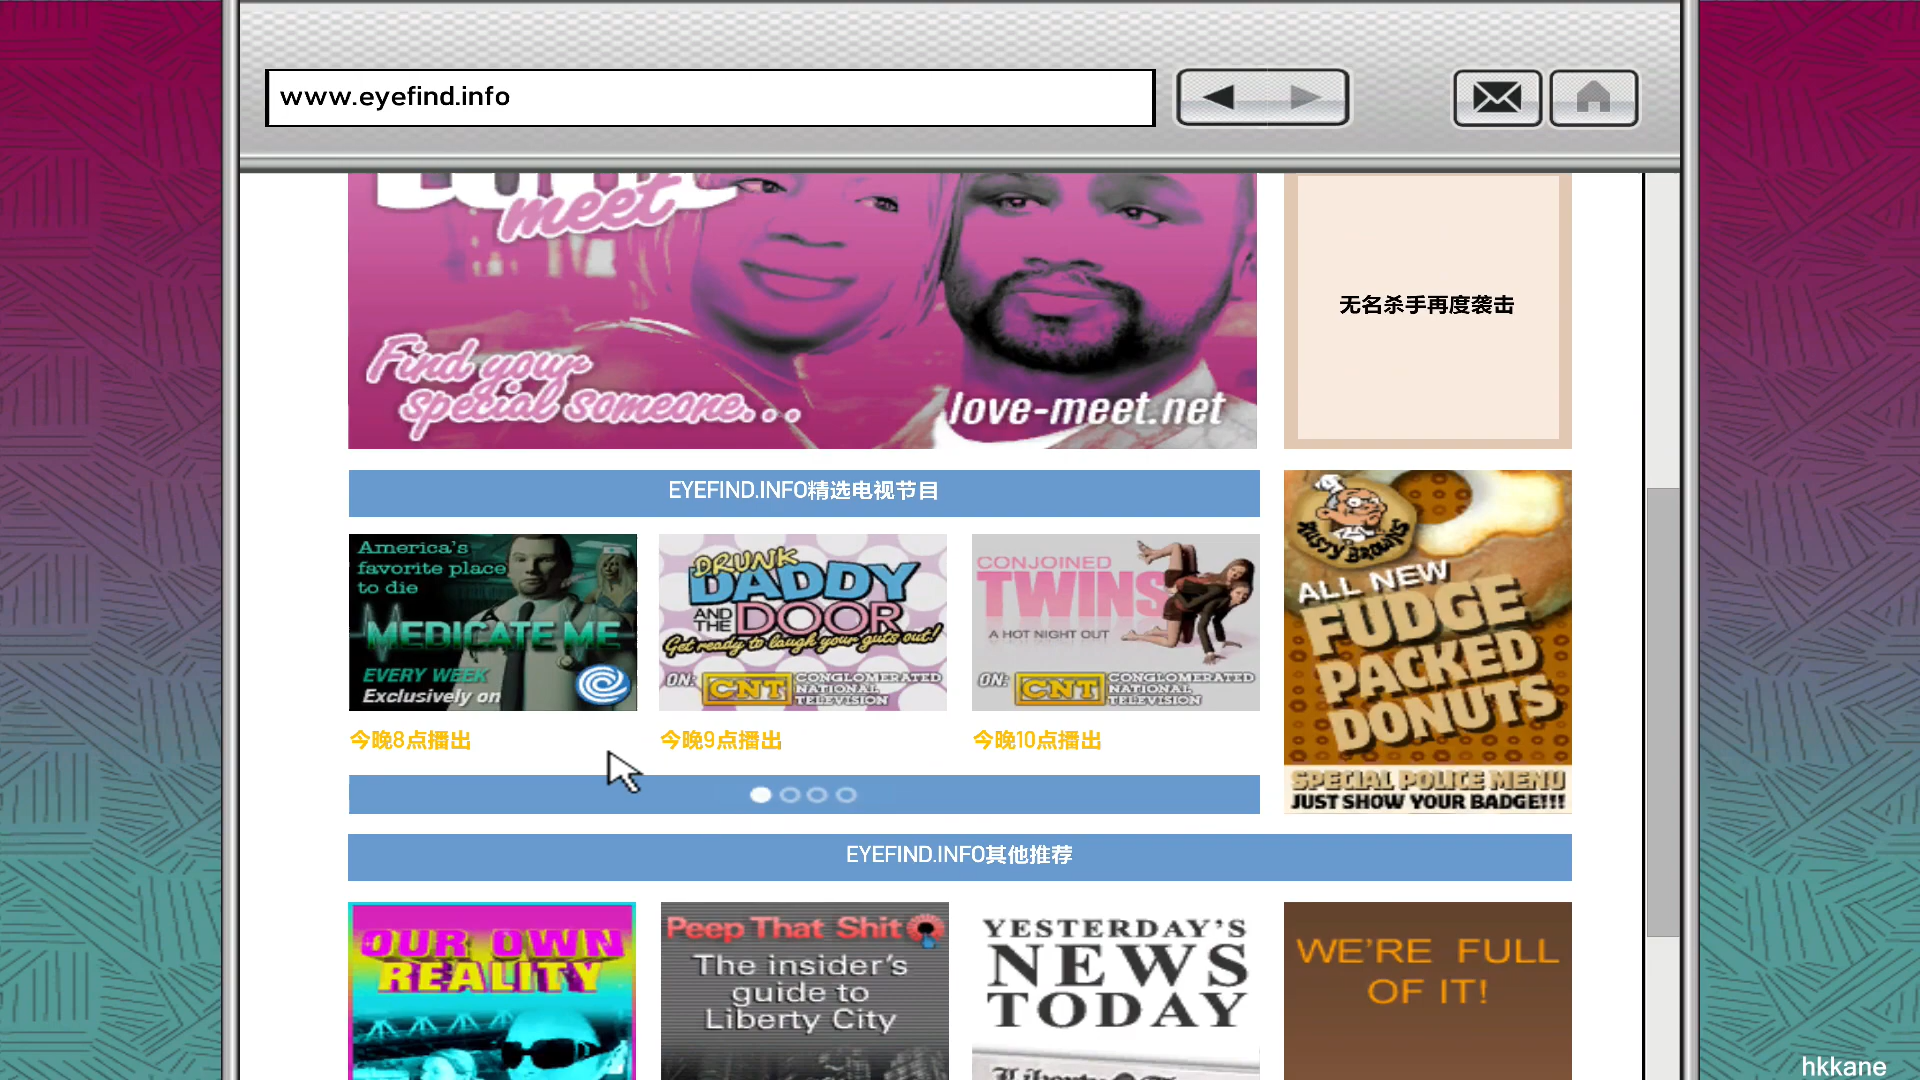 www.eyefind.info
meet
Find your
special someone...
love-meet.net
无名杀手再度袭击
EYEFIND.INFO精选电视节目
America's
favorite place
to die
MEDICATE ME
EVERY WEEK
Exclusively on
今晚8点播出
DRUNK
DADDY
AND THE DOOR
Get ready to laugh your guts out!
ON: CNT CONGLOMERATED NATIONAL TELEVISION
今晚9点播出
CONJOINED
TWINS
A HOT NIGHT OUT
ON: CNT CONGLOMERATED NATIONAL TELEVISION
今晚10点播出
RUSTY BROWN'S
ALL NEW
FUDGE
PACKED
DONUTS
SPECIAL POLICE MENU
JUST SHOW YOUR BADGE!!!
EYEFIND.INFO其他推荐
OUR OWN
REALITY
Peep That Shit
The insider's
guide to
Liberty City
YESTERDAY'S
NEWS
TODAY
Liberty
WE'RE FULL
OF IT!
hkkane